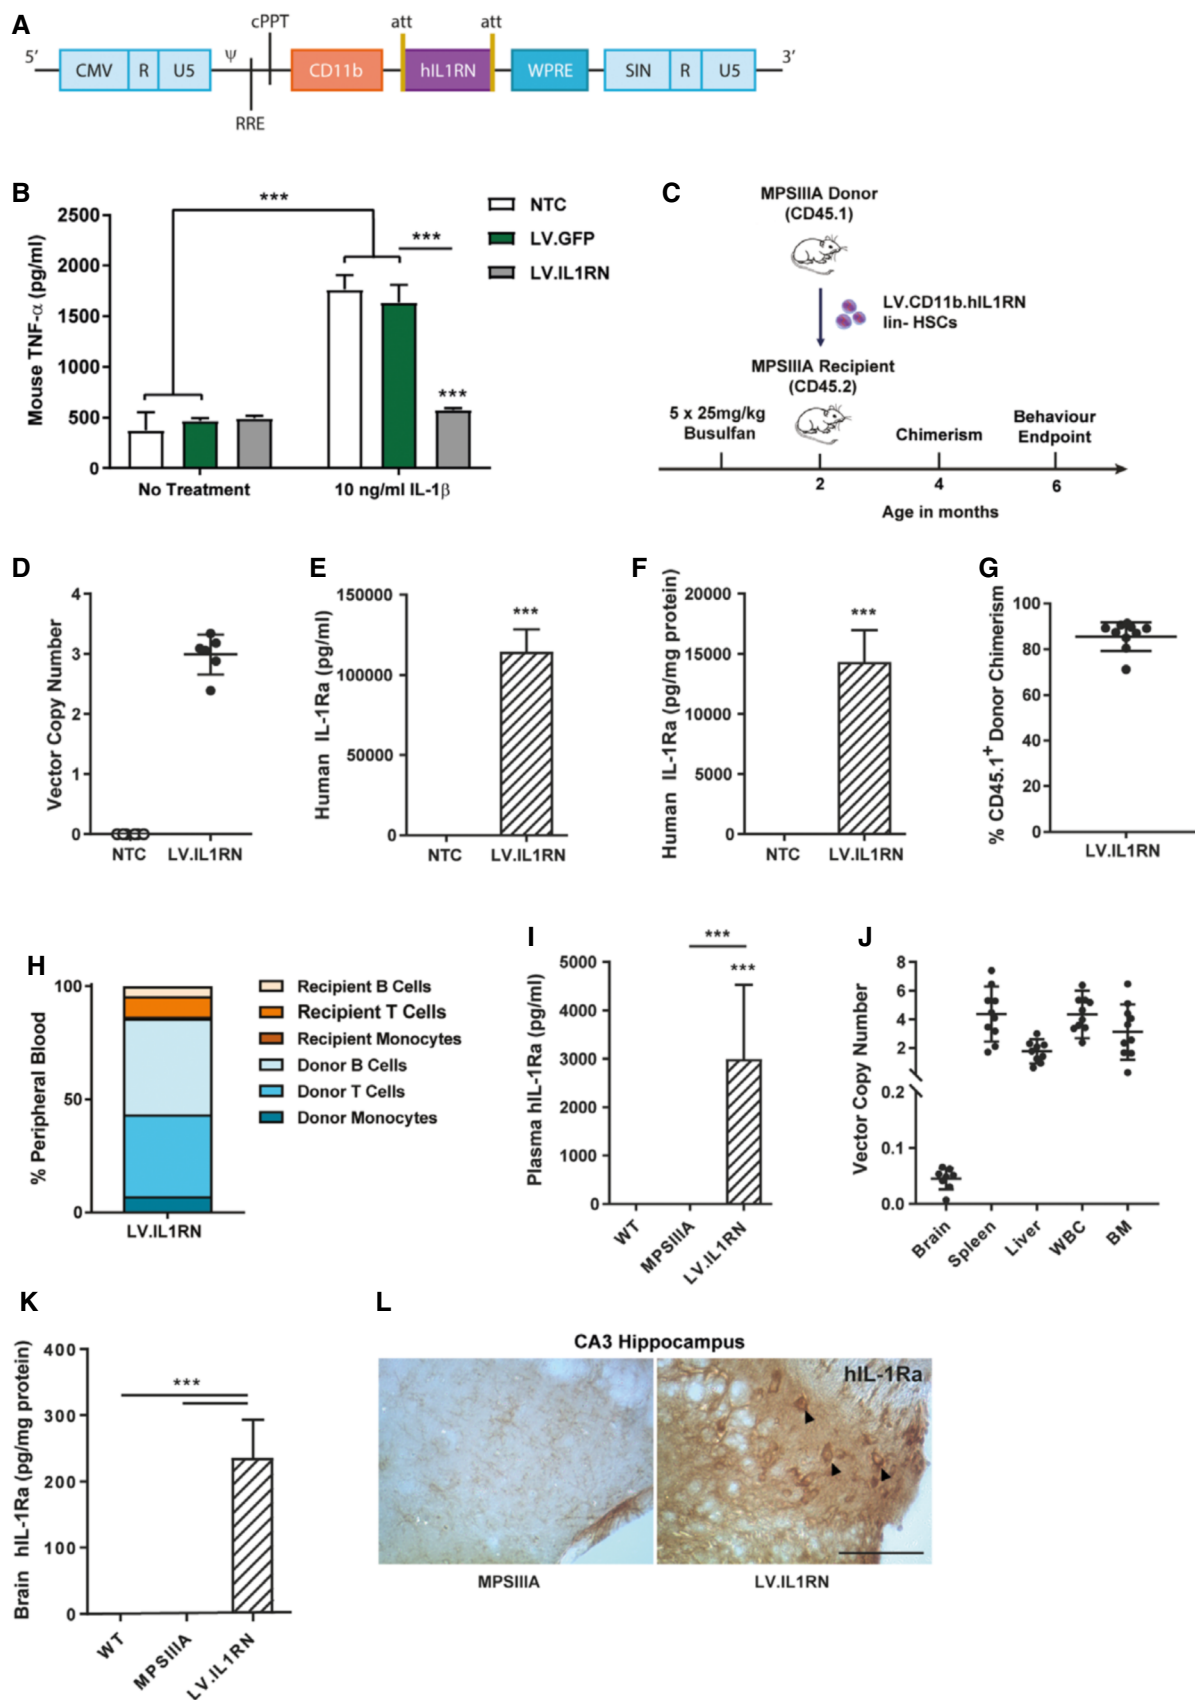 A
5′
CMV
R
U5
Ψ
RRE
cPPT
CD11b
att
hIL1RN
att
WPRE
SIN
R
U5
3′
B
Mouse TNF-α (pg/ml)
2500
2000
1500
1000
500
0
***
***
***
No Treatment
10 ng/ml IL-1β
NTC
LV.GFP
LV.IL1RN
C
MPSIIIA Donor
(CD45.1)
LV.CD11b.hIL1RN
lin- HSCs
MPSIIIA Recipient
(CD45.2)
5 x 25mg/kg
Busulfan
Chimerism
Behaviour
Endpoint
2
4
6
Age in months
D
Vector Copy Number
4
3
2
1
0
NTC
LV.IL1RN
E
Human IL-1Ra (pg/ml)
150000
100000
50000
0
***
NTC
LV.IL1RN
F
Human IL-1Ra (pg/mg protein)
20000
15000
10000
5000
0
***
NTC
LV.IL1RN
G
% CD45.1+ Donor Chimerism
100
80
60
40
20
0
LV.IL1RN
H
% Peripheral Blood
100
50
0
LV.IL1RN
Recipient B Cells
Recipient T Cells
Recipient Monocytes
Donor B Cells
Donor T Cells
Donor Monocytes
I
Plasma hIL-1Ra (pg/ml)
5000
4000
3000
2000
1000
0
***
***
WT
MPSIIIA
LV.IL1RN
J
Vector Copy Number
8
6
4
2
0.2
0.1
0.0
Brain
Spleen
Liver
WBC
BM
K
Brain hIL-1Ra (pg/mg protein)
400
300
200
100
0
***
WT
MPSIIIA
LV.IL1RN
L
CA3 Hippocampus
hIL-1Ra
MPSIIIA
LV.IL1RN